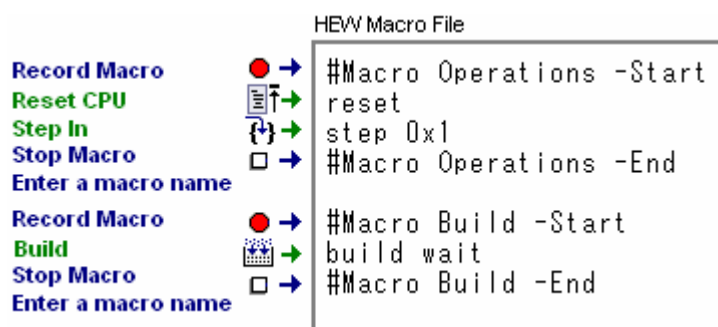 HEW Macro File
Record Macro #Macro Operations -Start
Reset CPU reset
Step In step 0x1
Stop Macro #Macro Operations -End
Enter a macro name
Record Macro #Macro Build -Start
Build build wait
Stop Macro #Macro Build -End
Enter a macro name